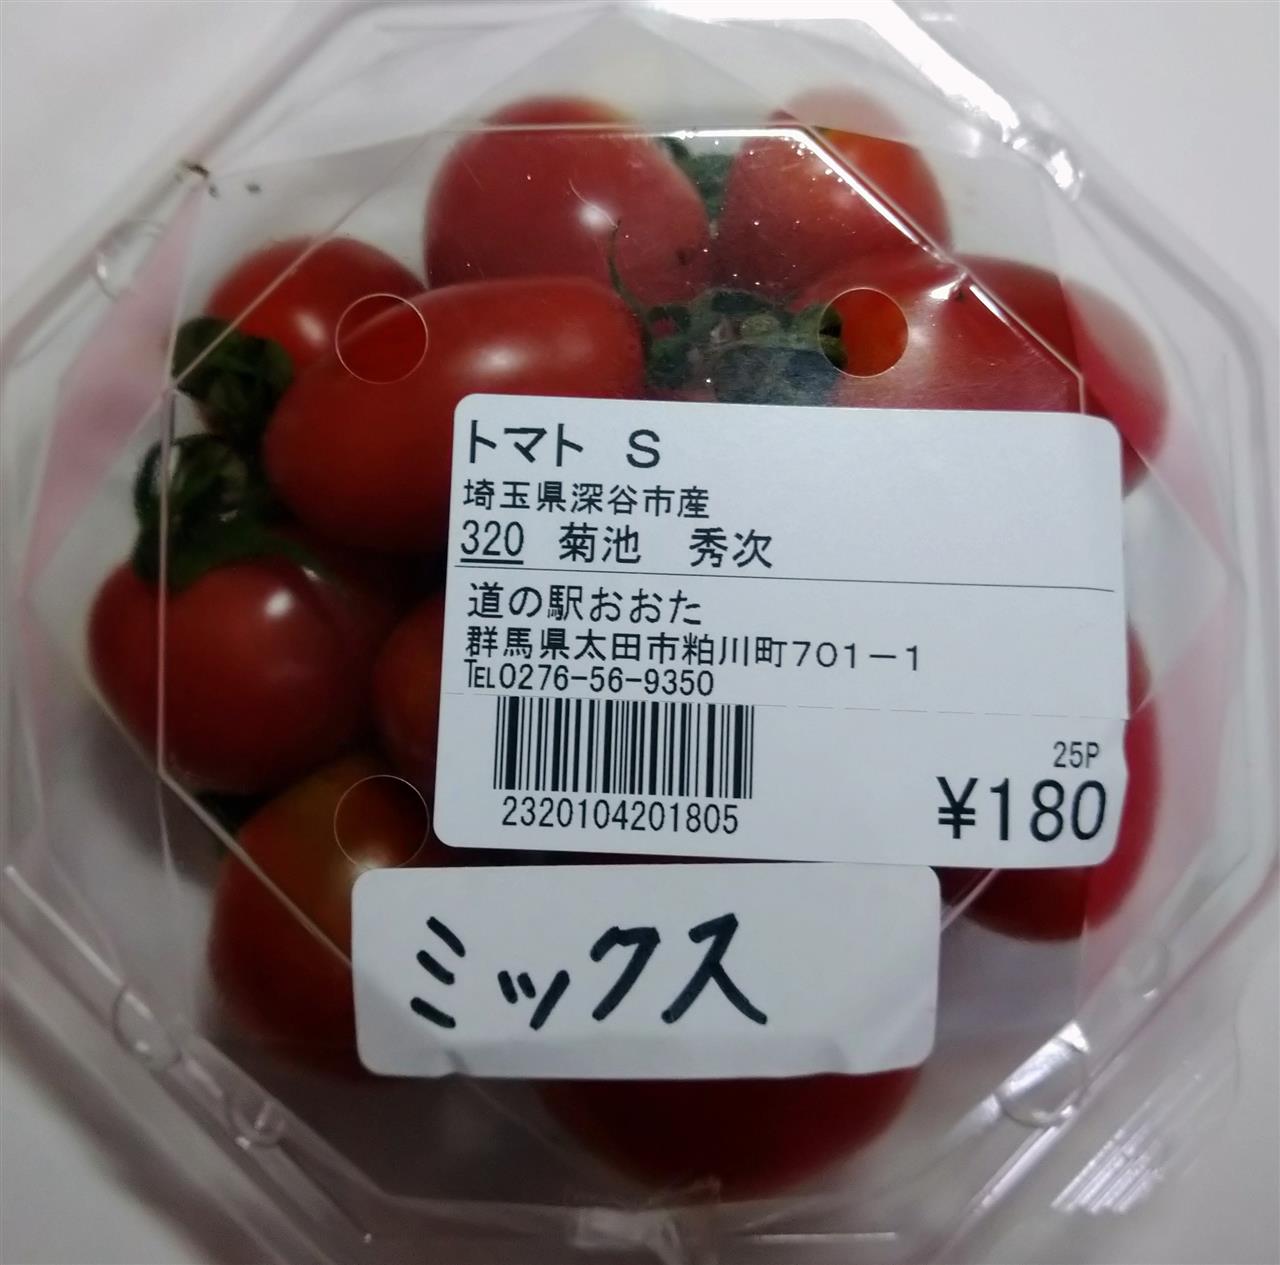 トマト S
埼玉県深谷市産
320 菊池 秀次
道の駅おおた
群馬県太田市粕川町701-1
TEL0276-56-9350
25P
¥180
2320104201805
ミックス